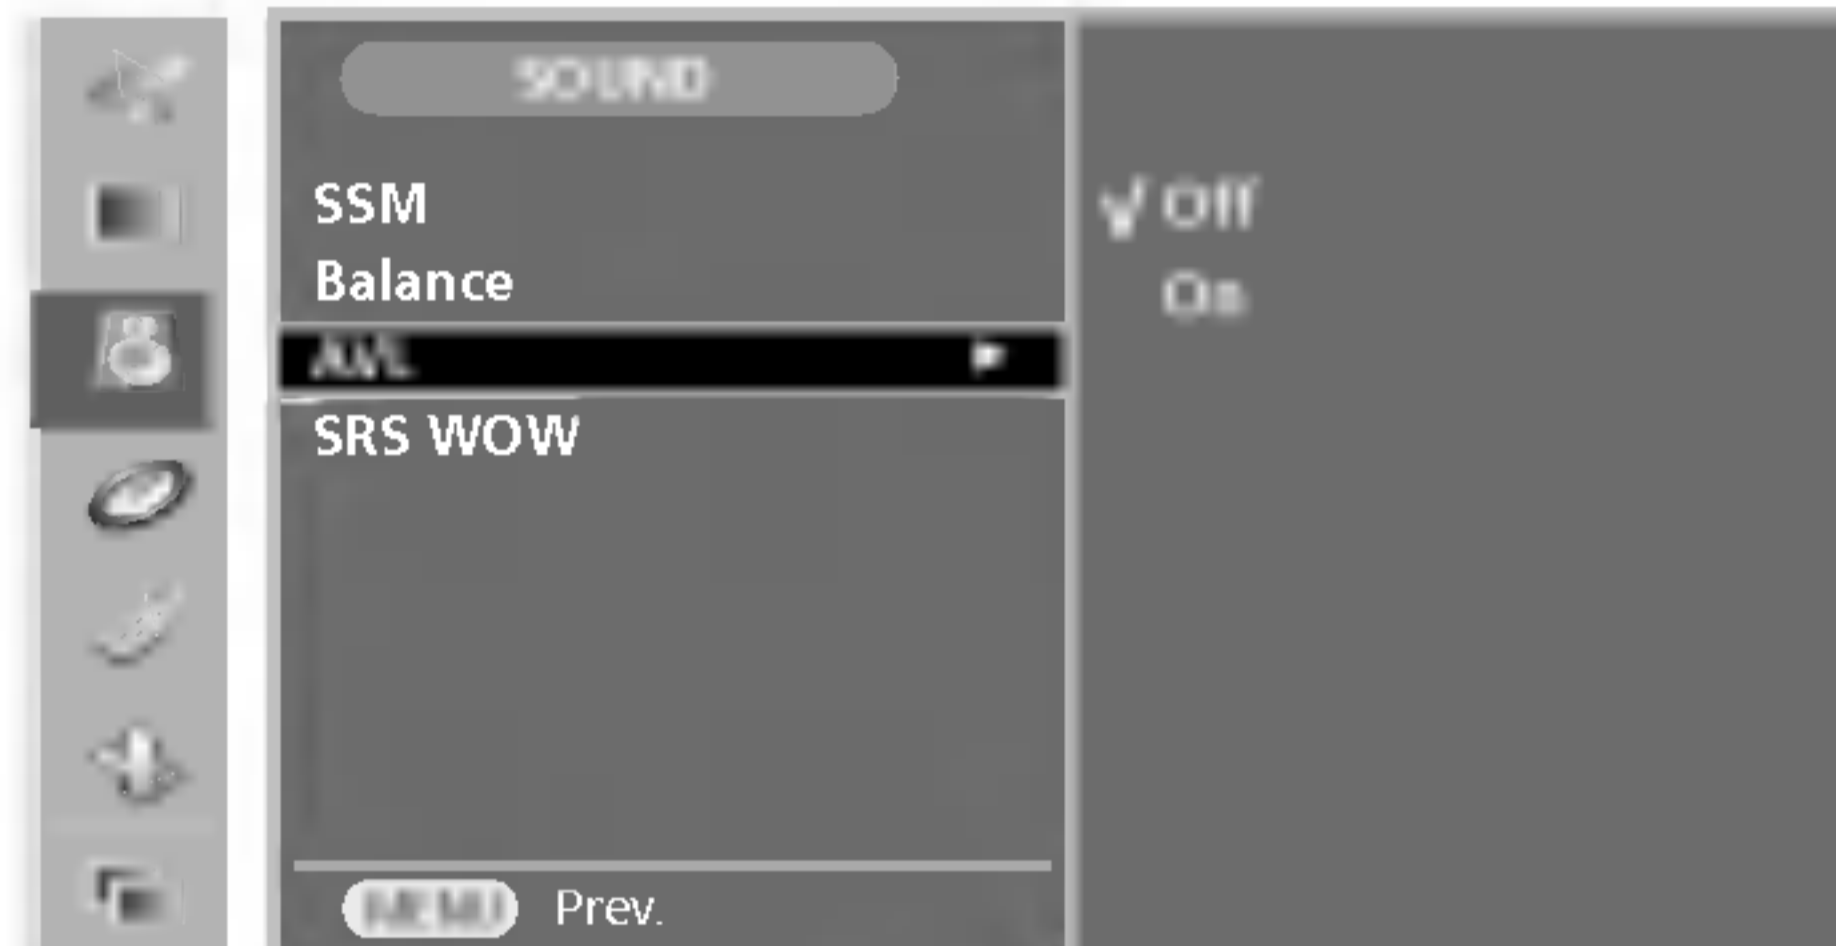 SOUND
SSM
Balance
AVL
SRS WOW
MENU Prev.
Off
On